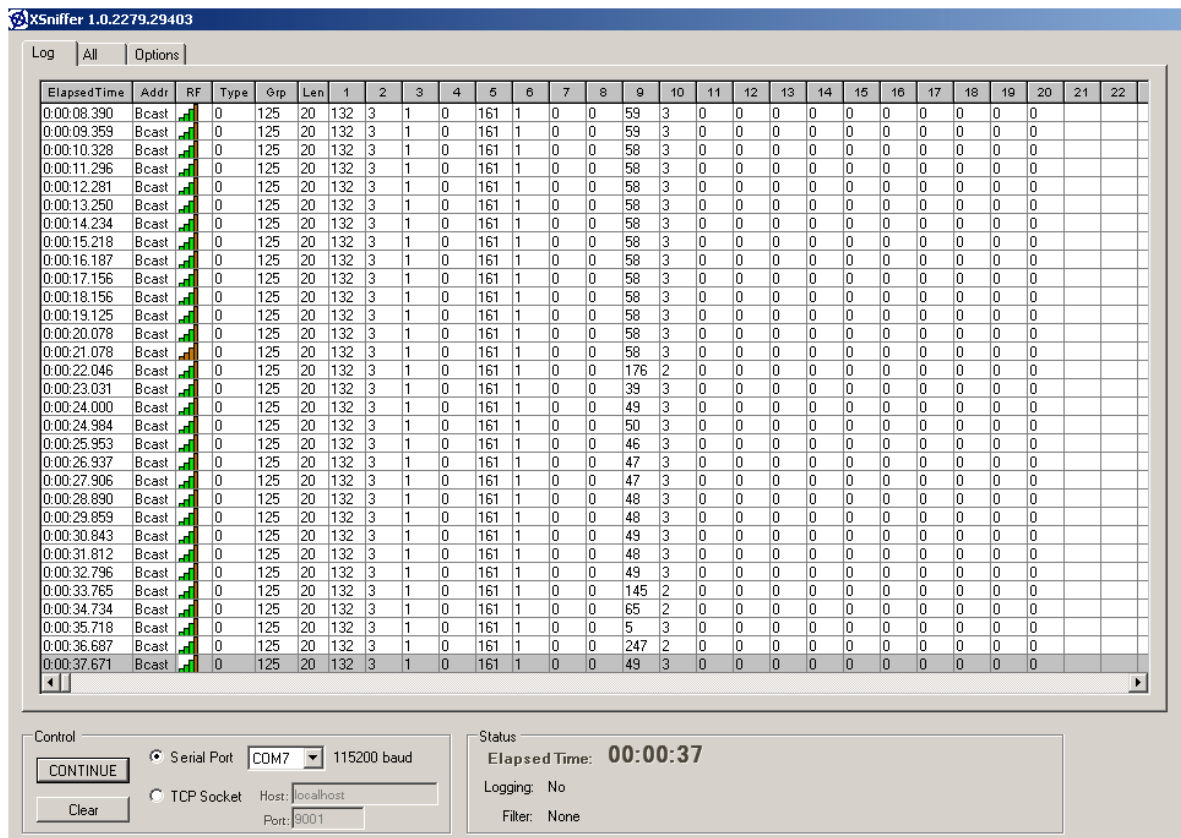 XSniffer 1.0.2279.29403
Log All Options
ElapsedTime Addr RF Type Grp Len 1 2 3 4 5 6 7 8 9 10 11 12 13 14 15 16 17 18 19 20 21 22
0:00:08.390 Bcast 0 125 20 132 3 1 0 161 1 0 0 59 3 0 0 0 0 0 0 0 0 0 0
0:00:09.359 Bcast 0 125 20 132 3 1 0 161 1 0 0 59 3 0 0 0 0 0 0 0 0 0 0
0:00:10.328 Bcast 0 125 20 132 3 1 0 161 1 0 0 58 3 0 0 0 0 0 0 0 0 0 0
0:00:11.296 Bcast 0 125 20 132 3 1 0 161 1 0 0 58 3 0 0 0 0 0 0 0 0 0 0
0:00:12.281 Bcast 0 125 20 132 3 1 0 161 1 0 0 58 3 0 0 0 0 0 0 0 0 0 0
0:00:13.250 Bcast 0 125 20 132 3 1 0 161 1 0 0 58 3 0 0 0 0 0 0 0 0 0 0
0:00:14.234 Bcast 0 125 20 132 3 1 0 161 1 0 0 58 3 0 0 0 0 0 0 0 0 0 0
0:00:15.218 Bcast 0 125 20 132 3 1 0 161 1 0 0 58 3 0 0 0 0 0 0 0 0 0 0
0:00:16.187 Bcast 0 125 20 132 3 1 0 161 1 0 0 58 3 0 0 0 0 0 0 0 0 0 0
0:00:17.156 Bcast 0 125 20 132 3 1 0 161 1 0 0 58 3 0 0 0 0 0 0 0 0 0 0
0:00:18.156 Bcast 0 125 20 132 3 1 0 161 1 0 0 58 3 0 0 0 0 0 0 0 0 0 0
0:00:19.125 Bcast 0 125 20 132 3 1 0 161 1 0 0 58 3 0 0 0 0 0 0 0 0 0 0
0:00:20.078 Bcast 0 125 20 132 3 1 0 161 1 0 0 58 3 0 0 0 0 0 0 0 0 0 0
0:00:21.078 Bcast 0 125 20 132 3 1 0 161 1 0 0 58 3 0 0 0 0 0 0 0 0 0 0
0:00:22.046 Bcast 0 125 20 132 3 1 0 161 1 0 0 176 2 0 0 0 0 0 0 0 0 0 0
0:00:23.031 Bcast 0 125 20 132 3 1 0 161 1 0 0 39 3 0 0 0 0 0 0 0 0 0 0
0:00:24.000 Bcast 0 125 20 132 3 1 0 161 1 0 0 49 3 0 0 0 0 0 0 0 0 0 0
0:00:24.984 Bcast 0 125 20 132 3 1 0 161 1 0 0 50 3 0 0 0 0 0 0 0 0 0 0
0:00:25.953 Bcast 0 125 20 132 3 1 0 161 1 0 0 46 3 0 0 0 0 0 0 0 0 0 0
0:00:26.937 Bcast 0 125 20 132 3 1 0 161 1 0 0 47 3 0 0 0 0 0 0 0 0 0 0
0:00:27.906 Bcast 0 125 20 132 3 1 0 161 1 0 0 47 3 0 0 0 0 0 0 0 0 0 0
0:00:28.890 Bcast 0 125 20 132 3 1 0 161 1 0 0 48 3 0 0 0 0 0 0 0 0 0 0
0:00:29.859 Bcast 0 125 20 132 3 1 0 161 1 0 0 48 3 0 0 0 0 0 0 0 0 0 0
0:00:30.843 Bcast 0 125 20 132 3 1 0 161 1 0 0 49 3 0 0 0 0 0 0 0 0 0 0
0:00:31.812 Bcast 0 125 20 132 3 1 0 161 1 0 0 48 3 0 0 0 0 0 0 0 0 0 0
0:00:32.796 Bcast 0 125 20 132 3 1 0 161 1 0 0 49 3 0 0 0 0 0 0 0 0 0 0
0:00:33.765 Bcast 0 125 20 132 3 1 0 161 1 0 0 145 2 0 0 0 0 0 0 0 0 0 0
0:00:34.734 Bcast 0 125 20 132 3 1 0 161 1 0 0 65 2 0 0 0 0 0 0 0 0 0 0
0:00:35.718 Bcast 0 125 20 132 3 1 0 161 1 0 0 5 3 0 0 0 0 0 0 0 0 0 0
0:00:36.687 Bcast 0 125 20 132 3 1 0 161 1 0 0 247 2 0 0 0 0 0 0 0 0 0 0
0:00:37.671 Bcast 0 125 20 132 3 1 0 161 1 0 0 49 3 0 0 0 0 0 0 0 0 0 0
Control
CONTINUE
Clear
Serial Port COM7 115200 baud
TCP Socket Host: localhost
Port: 9001
Status
Elapsed Time: 00:00:37
Logging: No
Filter: None